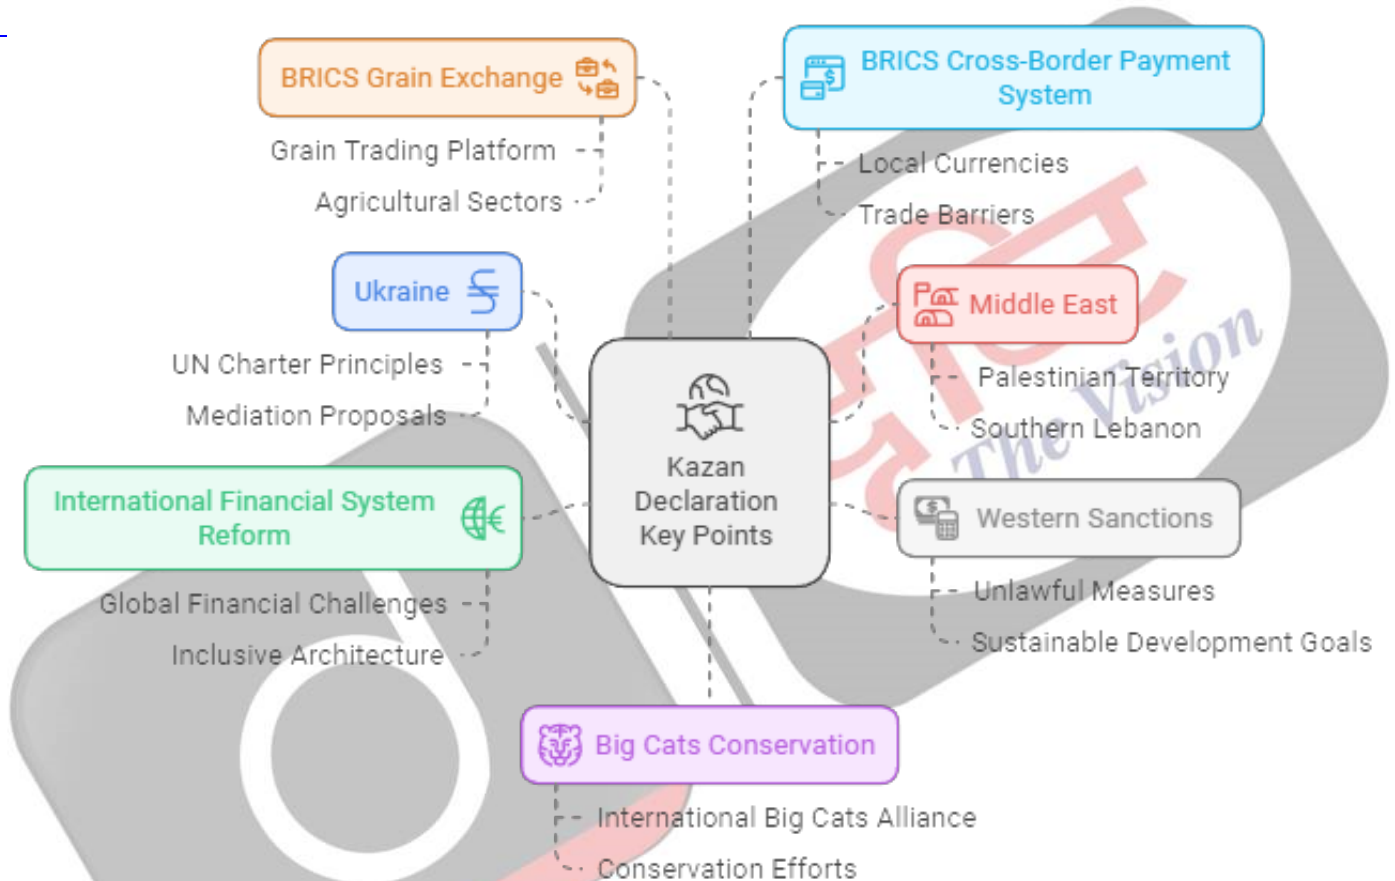 BRICS Grain Exchange
Grain Trading Platform
Agricultural Sectors
BRICS Cross-Border Payment
System
Local Currencies
Trade Barriers
Ukraine
UN Charter Principles
Mediation Proposals
Middle East
Palestinian Territory
Southern Lebanon
Kazan
Declaration
Key Points
International Financial System
Reform
Global Financial Challenges
Inclusive Architecture
Western Sanctions
Unlawful Measures
Sustainable Development Goals
Big Cats Conservation
International Big Cats Alliance
Conservation Efforts
The Vision